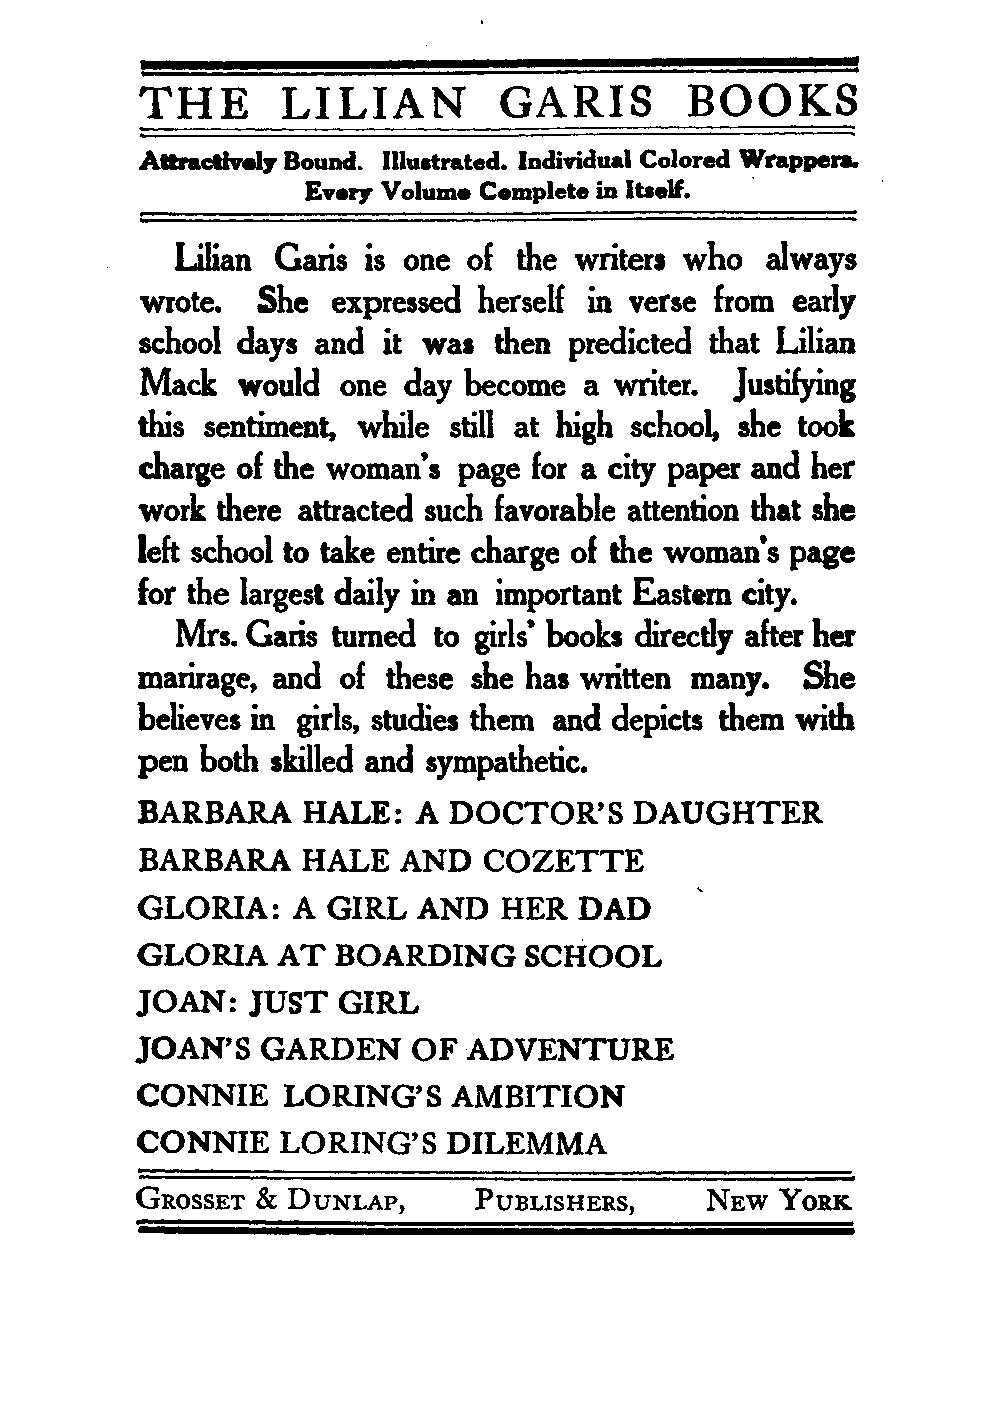 THE LILIAN GARIS BOOKS
Attractively Bound. Illustrated. Individual Colored Wrappers.
Every Volume Complete in Itself.
Lilian Garis is one of the writers who always
wrote. She expressed herself in verse from early
school days and it was then predicted that Lilian
Mack would one day become a writer. Justifying
this sentiment, while still at high school, she took
charge of the woman's page for a city paper and her
work there attracted such favorable attention that she
left school to take entire charge of the woman's page
for the largest daily in an important Eastern city.
Mrs. Garis turned to girls' books directly after her
marirage, and of these she has written many. She
believes in girls, studies them and depicts them with
pen both skilled and sympathetic.
BARBARA HALE: A DOCTOR'S DAUGHTER
BARBARA HALE AND COZETTE
GLORIA: A GIRL AND HER DAD
GLORIA AT BOARDING SCHOOL
JOAN: JUST GIRL
JOAN'S GARDEN OF ADVENTURE
CONNIE LORING'S AMBITION
CONNIE LORING'S DILEMMA
GROSSET & DUNLAP, PUBLISHERS, NEW YORK